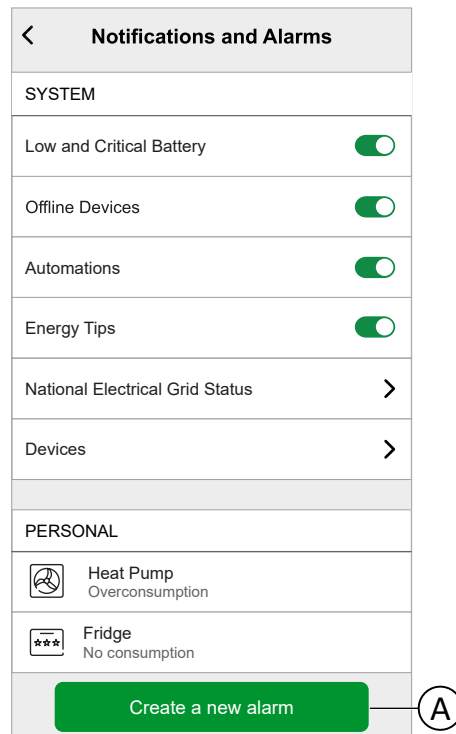 Notifications and Alarms
SYSTEM
Low and Critical Battery
Offline Devices
Automations
Energy Tips
National Electrical Grid Status
Devices
PERSONAL
Heat Pump
Overconsumption
Fridge
No consumption
Create a new alarm
A